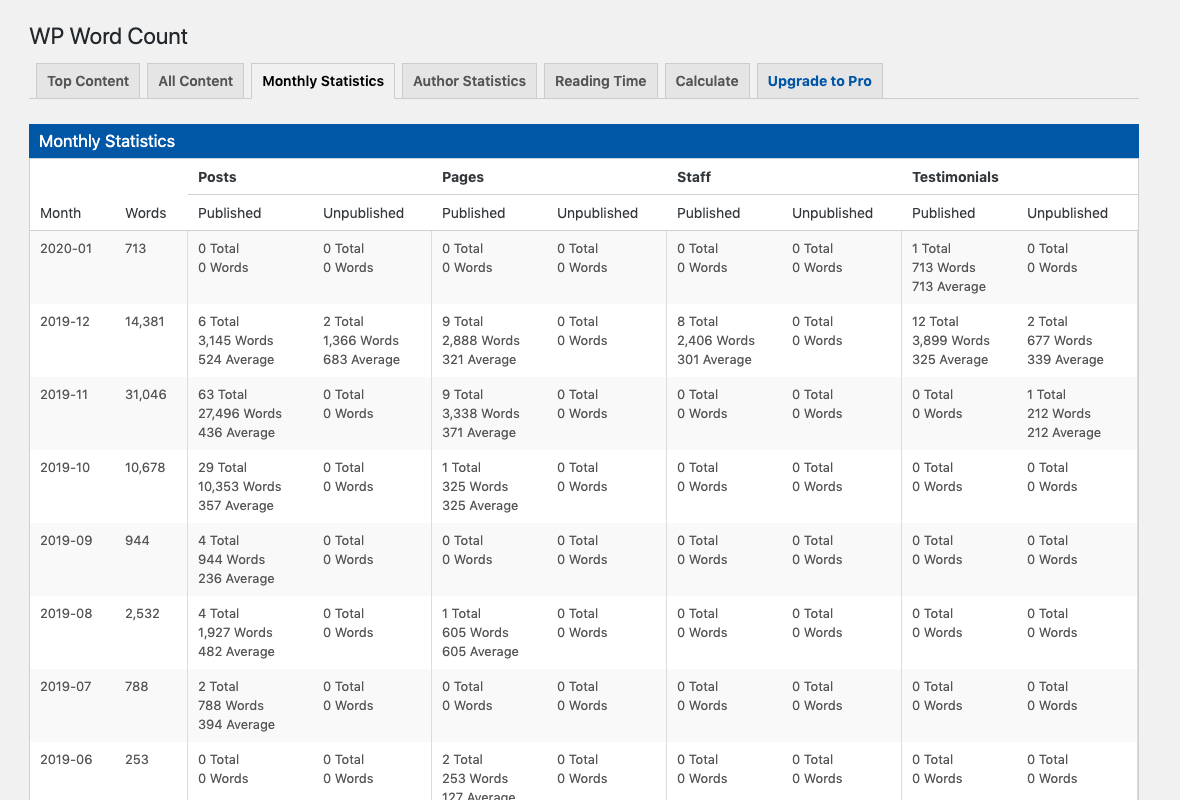 WP Word Count
Top Content All Content Monthly Statistics Author Statistics Reading Time Calculate Upgrade to Pro
Monthly Statistics
Posts Pages Staff Testimonials
Month Words Published Unpublished Published Unpublished Published Unpublished Published Unpublished
2020-01 713 0 Total 0 Total 0 Total 0 Total 0 Total 0 Total 1 Total 0 Total
0 Words 0 Words 0 Words 0 Words 0 Words 0 Words 713 Words 0 Words
713 Average
2019-12 14,381 6 Total 2 Total 9 Total 0 Total 8 Total 0 Total 12 Total 2 Total
3,145 Words 1,366 Words 2,888 Words 0 Words 2,406 Words 0 Words 3,899 Words 677 Words
524 Average 683 Average 321 Average 301 Average 325 Average 339 Average
2019-11 31,046 63 Total 0 Total 9 Total 0 Total 0 Total 0 Total 0 Total 1 Total
27,496 Words 0 Words 3,338 Words 0 Words 0 Words 0 Words 0 Words 212 Words
436 Average 371 Average 212 Average
2019-10 10,678 29 Total 0 Total 1 Total 0 Total 0 Total 0 Total 0 Total 0 Total
10,353 Words 0 Words 325 Words 0 Words 0 Words 0 Words 0 Words 0 Words
357 Average 325 Average
2019-09 944 4 Total 0 Total 0 Total 0 Total 0 Total 0 Total 0 Total 0 Total
944 Words 0 Words 0 Words 0 Words 0 Words 0 Words 0 Words 0 Words
236 Average
2019-08 2,532 4 Total 0 Total 1 Total 0 Total 0 Total 0 Total 0 Total 0 Total
1,927 Words 0 Words 605 Words 0 Words 0 Words 0 Words 0 Words 0 Words
482 Average 605 Average
2019-07 788 2 Total 0 Total 0 Total 0 Total 0 Total 0 Total 0 Total 0 Total
788 Words 0 Words 0 Words 0 Words 0 Words 0 Words 0 Words 0 Words
394 Average
2019-06 253 0 Total 0 Total 2 Total 0 Total 0 Total 0 Total 0 Total 0 Total
0 Words 0 Words 253 Words 0 Words 0 Words 0 Words 0 Words 0 Words
127 Average